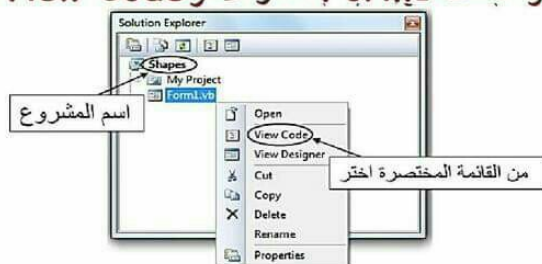 Solution Explorer
Shapes
My Project
Form1.vb
اسم المشروع
Open
View Code
View Designer
من القائمة المختصرة اختر
Cut
Copy
Delete
Rename
Properties